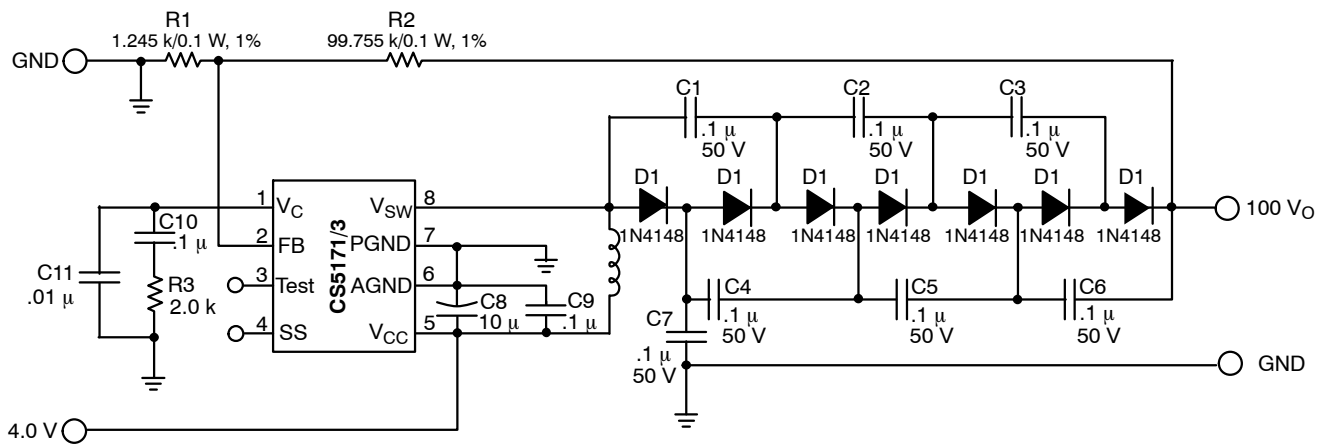 R1
1.245 k/0.1 W, 1%
R2
99.755 k/0.1 W, 1%
GND
C1
.1 μ
50 V
C2
.1 μ
50 V
C3
.1 μ
50 V
D1
1N4148
D1
1N4148
D1
1N4148
D1
1N4148
D1
1N4148
D1
1N4148
D1
1N4148
100 VO
1
VC
2
FB
3
Test
4
SS
CS5171/3
VSW
8
PGND
7
AGND
6
VCC
5
C10
.1 μ
C11
.01 μ
R3
2.0 k
C8
10 μ
C9
.1 μ
C4
.1 μ
50 V
C5
.1 μ
50 V
C6
.1 μ
50 V
C7
.1 μ
50 V
GND
4.0 V